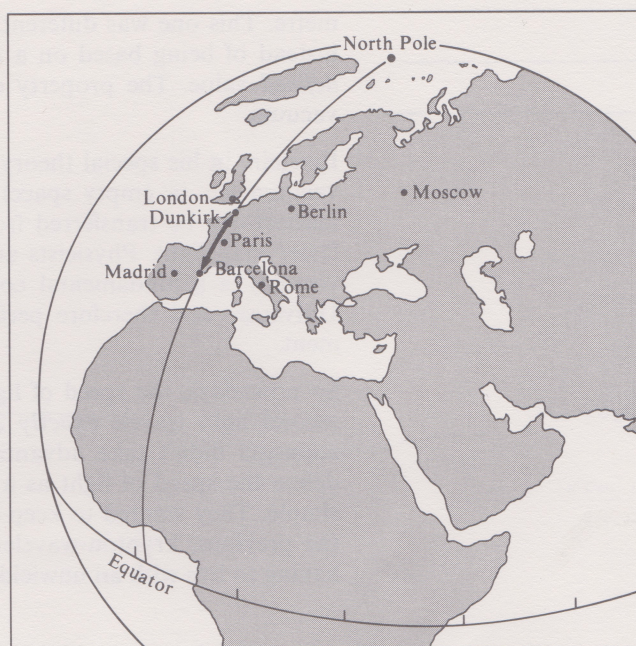 North Pole
London
Dunkirk
Berlin
Moscow
Paris
Madrid
Barcelona
Rome
Equator